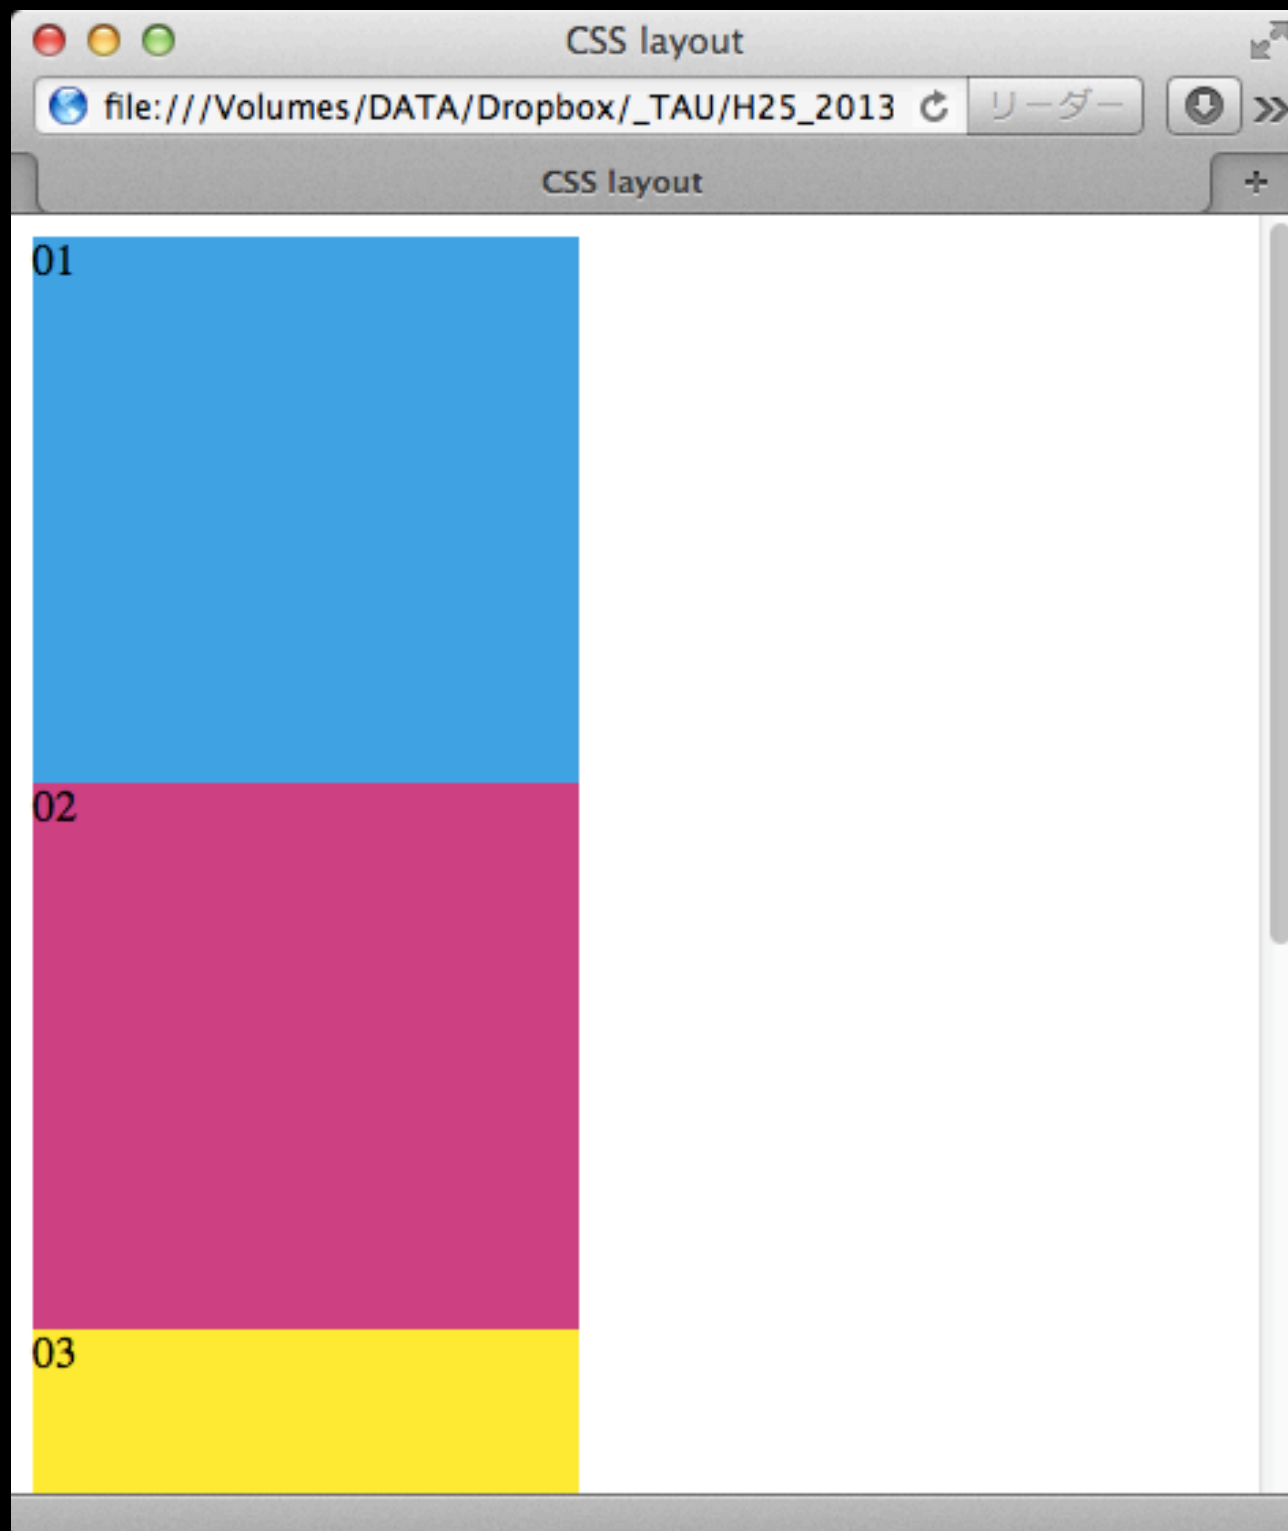 CSS layout
file:///Volumes/DATA/Dropbox/_TAU/H25_2013
リーダー
CSS layout
01
02
03